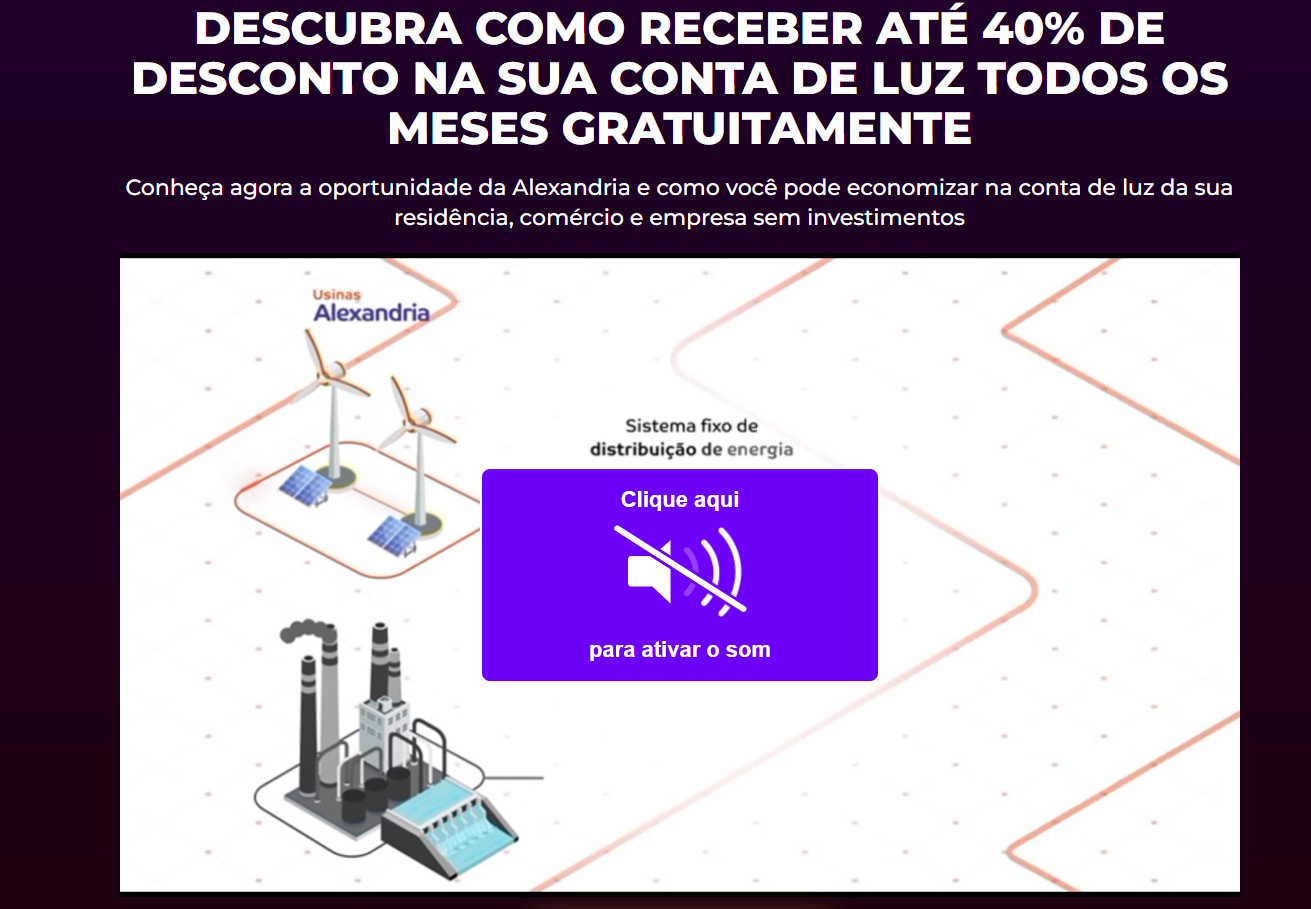 DESCUBRA COMO RECEBER ATÉ 40% DE
DESCONTO NA SUA CONTA DE LUZ TODOS OS
MESES GRATUITAMENTE
Conheça agora a oportunidade da Alexandria e como você pode economizar na conta de luz da sua
residência, comércio e empresa sem investimentos
Usinas
Alexandria
Sistema fixo de
distribuição de energia
Clique aqui
para ativar o som